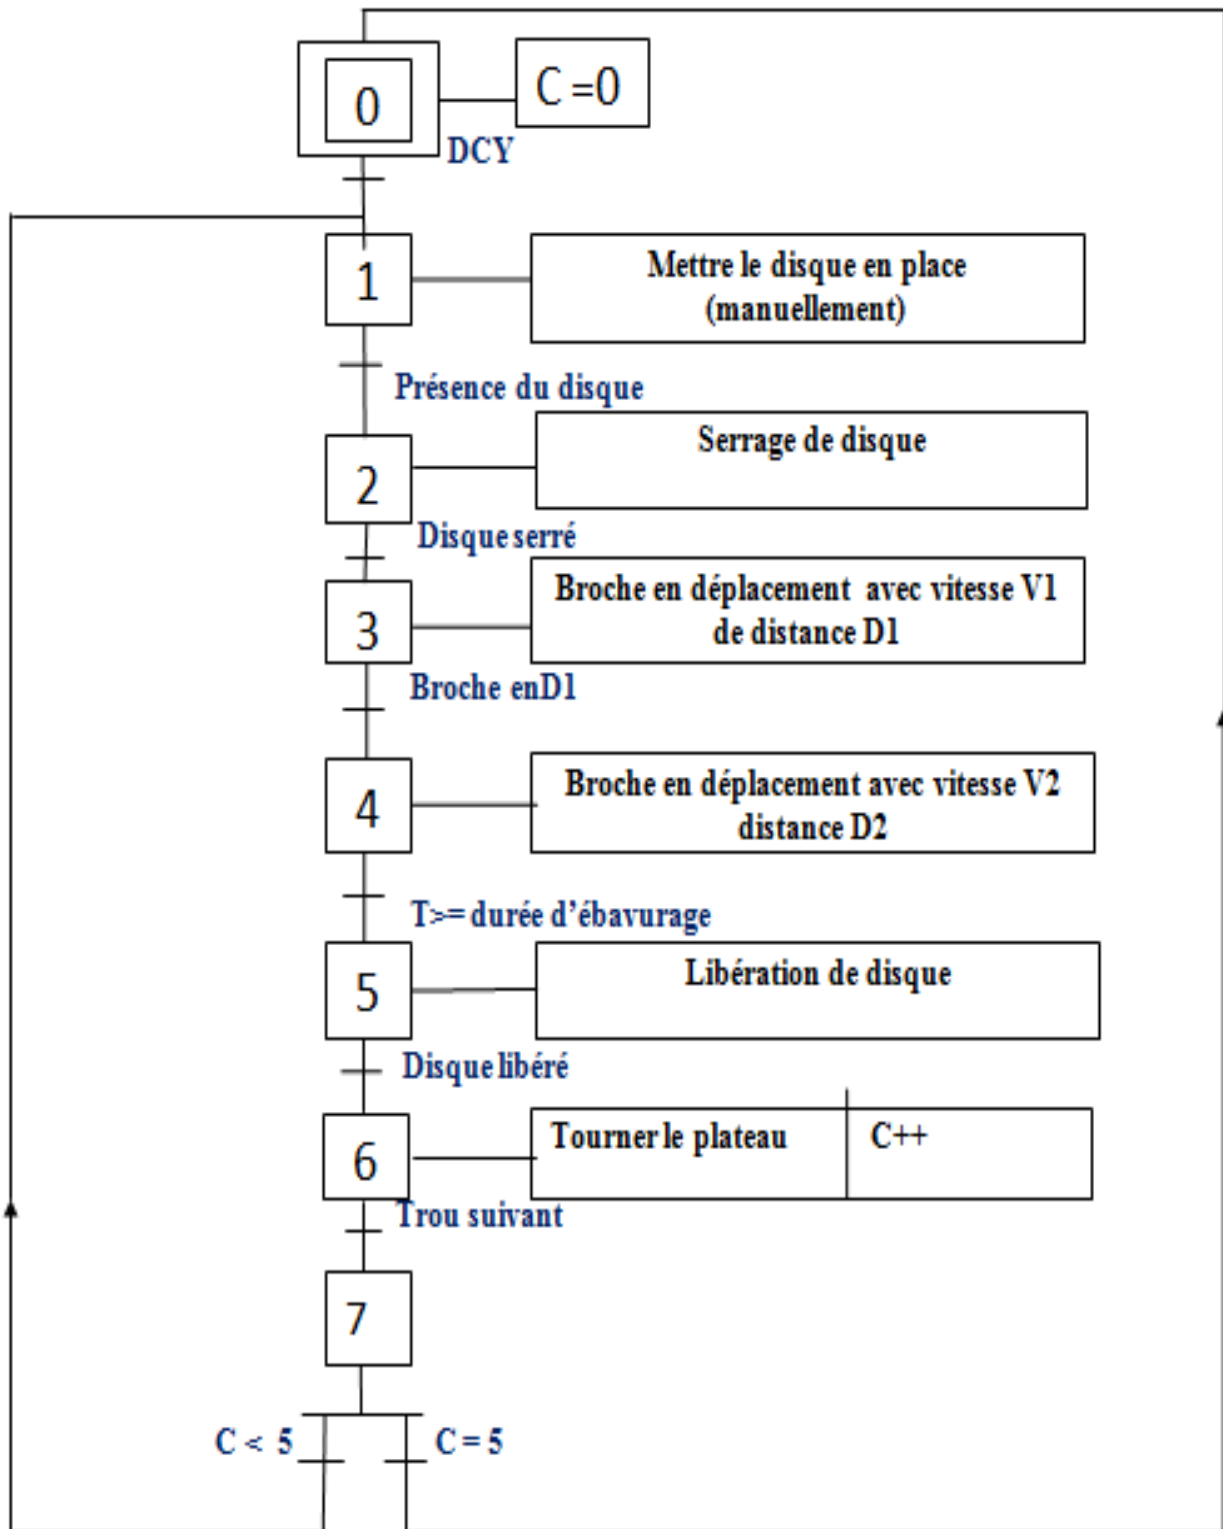 0
C =0
DCY
1
Mettre le disque en place
(manuellement)
Présence du disque
2
Serrage de disque
Disque serré
3
Broche en déplacement avec vitesse V1
de distance D1
Broche enD1
4
Broche en déplacement avec vitesse V2
distance D2
T>= durée d’ébavurage
5
Libération de disque
Disque libéré
6
Tourner le plateau
C++
Trou suivant
7
C < 5
C = 5